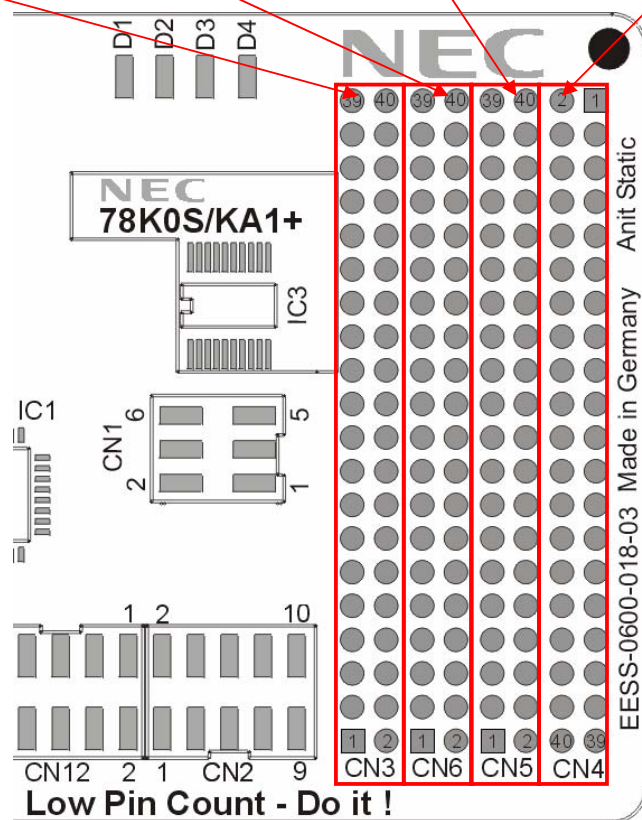 D1 D2 D3 D4
NEC
39 40 39 40 39 40 2 1
NEC
78K0S/KA1+
IC3
Anit Static
EESS-0600-018-03 Made in Germany
IC1
CN1
6 5
2 1
1 2 10
1 2 1 2 1 2 40 39
CN3 CN6 CN5 CN4
CN12 2 1 CN2 9
Low Pin Count - Do it !